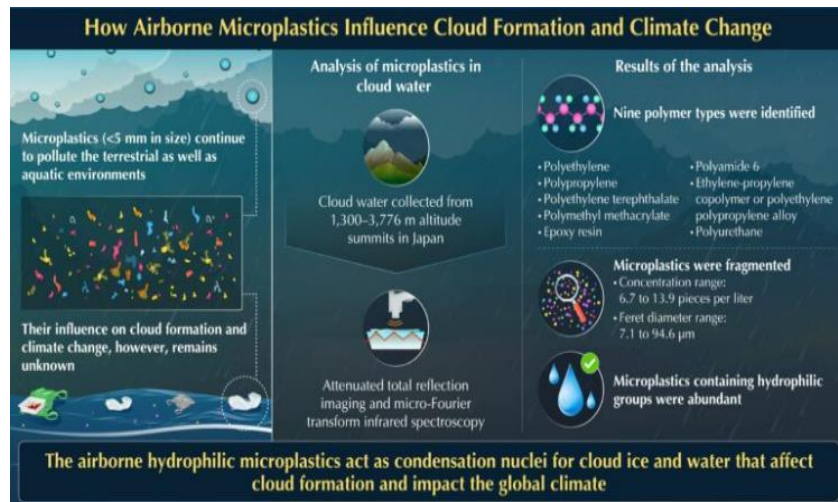 How Airborne Microplastics Influence Cloud Formation and Climate Change
Microplastics (<5 mm in size) continue
to pollute the terrestrial as well as
aquatic environments
Their influence on cloud formation and
climate change, however, remains
unknown
Analysis of microplastics in
cloud water
Cloud water collected from
1,300–3,776 m altitude
summits in Japan
Attenuated total reflection
imaging and micro-Fourier
transform infrared spectroscopy
Results of the analysis
Nine polymer types were identified
• Polyethylene
• Polypropylene
• Polyethylene terephthalate
• Polymethyl methacrylate
• Epoxy resin
• Polyamide 6
• Ethylene-propylene
copolymer or polyethylene
polypropylene alloy
• Polyurethane
Microplastics were fragmented
• Concentration range:
6.7 to 13.9 pieces per liter
• Feret diameter range:
7.1 to 94.6 μm
Microplastics containing hydrophilic
groups were abundant
The airborne hydrophilic microplastics act as condensation nuclei for cloud ice and water that affect
cloud formation and impact the global climate